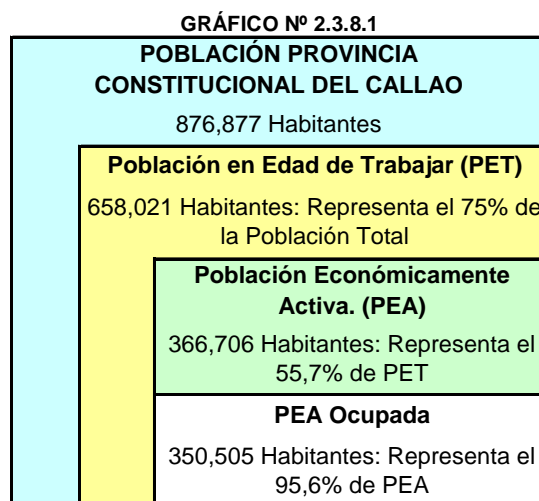 GRÁFICO Nº 2.3.8.1
POBLACIÓN PROVINCIA
CONSTITUCIONAL DEL CALLAO
876,877 Habitantes
Población en Edad de Trabajar (PET)
658,021 Habitantes: Representa el 75% de
la Población Total
Población Económicamente
Activa. (PEA)
366,706 Habitantes: Representa el
55,7% de PET
PEA Ocupada
350,505 Habitantes: Representa el
95,6% de PEA